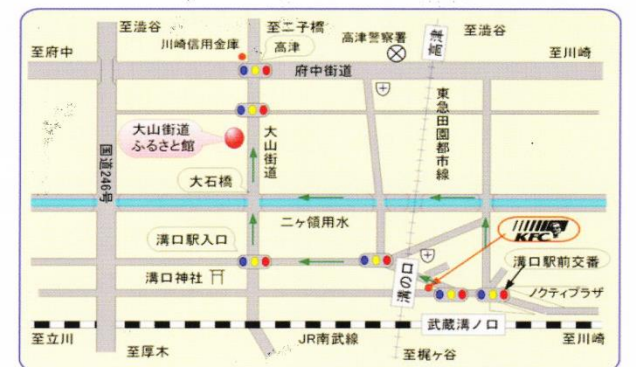 至渋谷
至二子橋
至渋谷
川崎信用金庫
高津
高津警察署
至府中
至川崎
府中街道
大山街道
ふるさと館
大山街道
東急田園都市線
国道246号
大石橋
二ヶ領用水
KFC
溝口駅入口
溝口駅前交番
溝口神社
溝の口
ノクティプラザ
武蔵溝ノ口
至立川
至厚木
JR南武線
至梶ヶ谷
至川崎